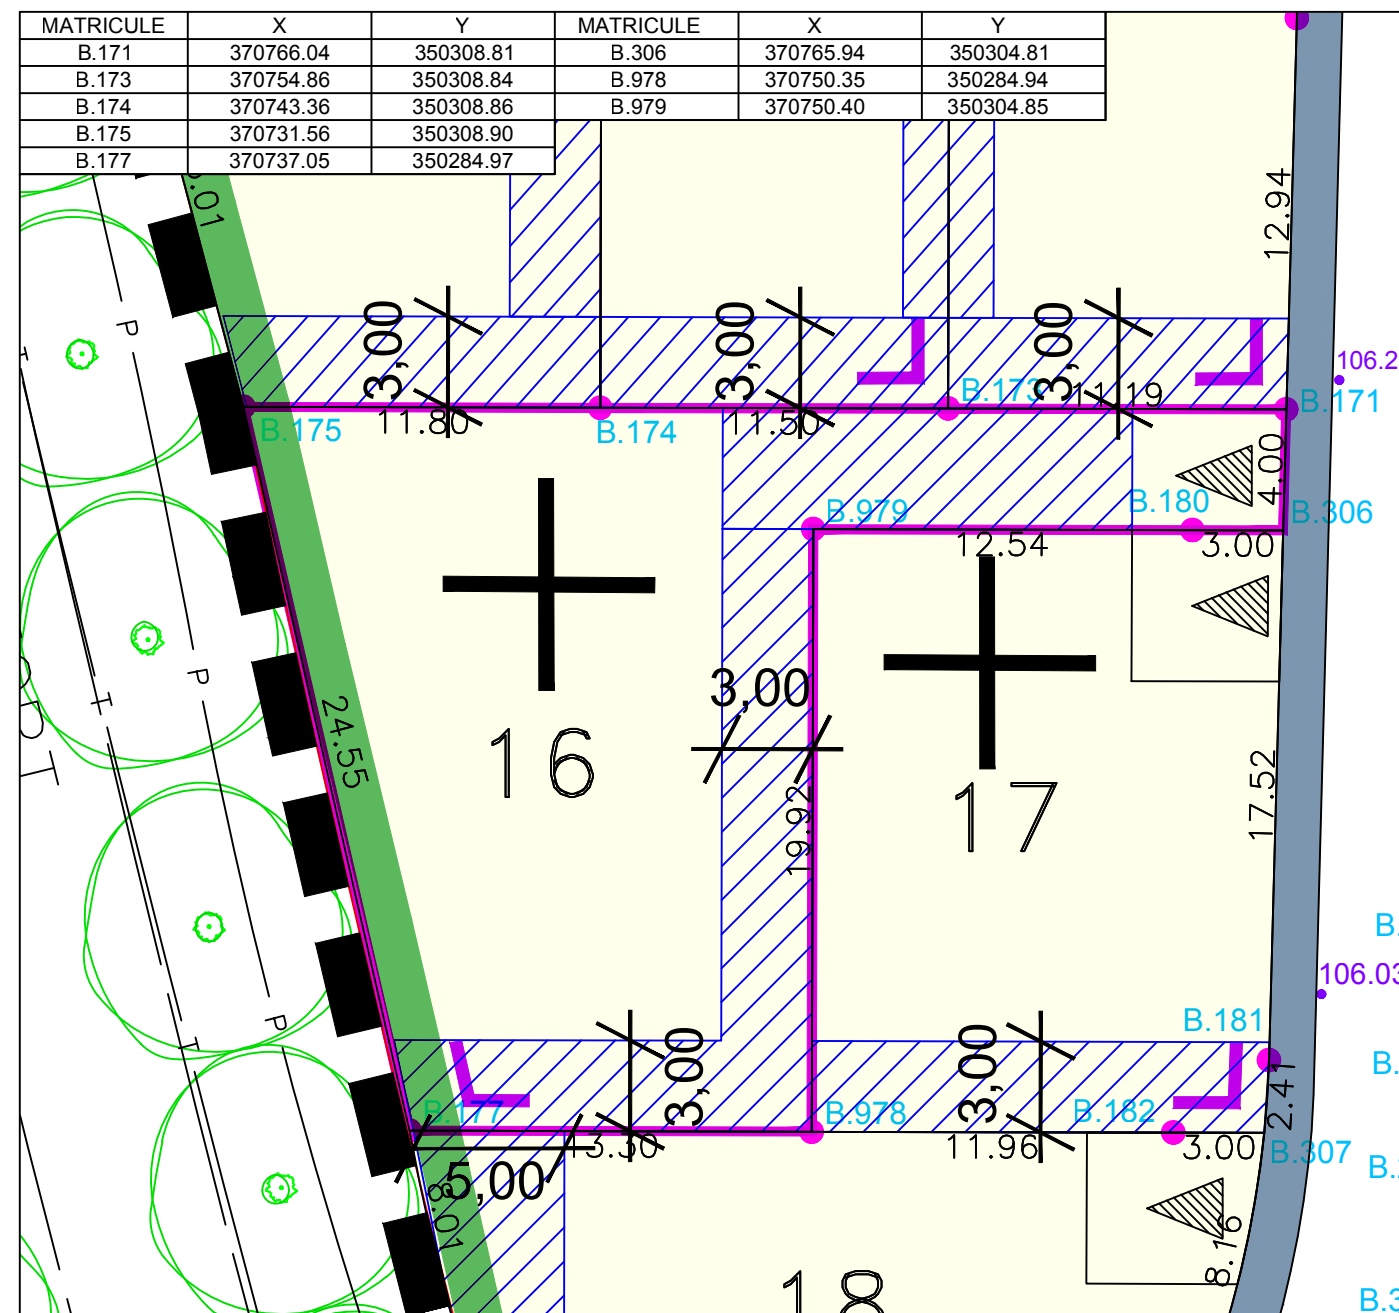 MATRICULE X Y MATRICULE X Y
B.171 370766.04 350308.81 B.306 370765.94 350304.81
B.173 370754.86 350308.84 B.978 370750.35 350284.94
B.174 370743.36 350308.86 B.979 370750.40 350304.85
B.175 370731.56 350308.90
B.177 370737.05 350284.97
12.94
P
3,00
3,00
3,00
106.2
B.173
11.19
B.171
B.175
11.80
B.174
11.50
4.00
B.979
B.180
B.306
12.54
3.00
P
T
3,00
24.55
16
17
17.52
19.92
B.
106.03
P
T
B.181
3,00
3,00
2.41
B.
B.177
B.978
B.182
13.30
11.96
3.00
B.307
5,00
8.01
8.16
18